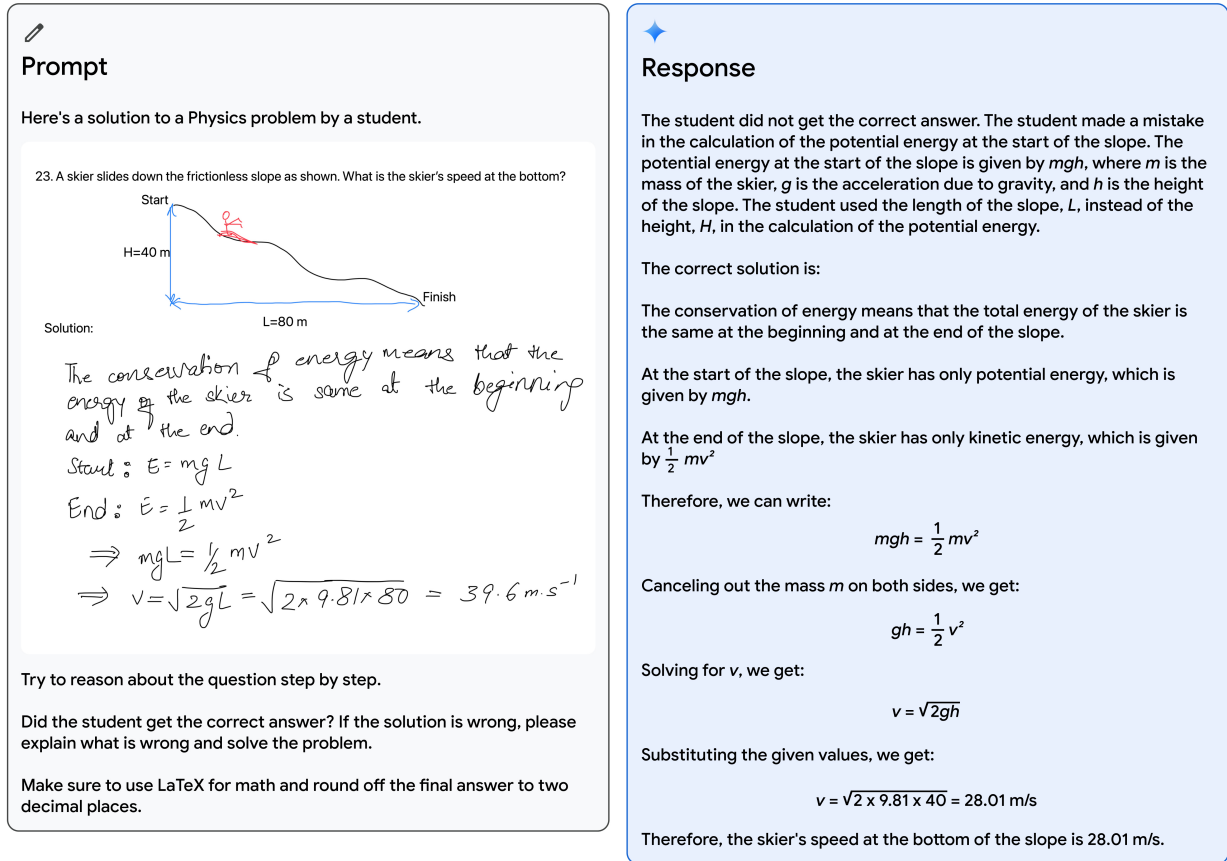 Prompt
Here's a solution to a Physics problem by a student.
23. A skier slides down the frictionless slope as shown. What is the skier's speed at the bottom?
Start
H=40 m
Finish
L=80 m
Solution:
The conservation of energy means that the
energy of the skier is same at the beginning
and at the end.
Start : E = mg L
End : E = 1/2 mv²
⇒ mgL = 1/2 mv²
⇒ v = √2gL = √2 × 9.81 × 80 = 39.6 m.s⁻¹
Try to reason about the question step by step.
Did the student get the correct answer? If the solution is wrong, please
explain what is wrong and solve the problem.
Make sure to use LaTeX for math and round off the final answer to two
decimal places.
Response
The student did not get the correct answer. The student made a mistake
in the calculation of the potential energy at the start of the slope. The
potential energy at the start of the slope is given by mgh, where m is the
mass of the skier, g is the acceleration due to gravity, and h is the height
of the slope. The student used the length of the slope, L, instead of the
height, H, in the calculation of the potential energy.
The correct solution is:
The conservation of energy means that the total energy of the skier is
the same at the beginning and at the end of the slope.
At the start of the slope, the skier has only potential energy, which is
given by mgh.
At the end of the slope, the skier has only kinetic energy, which is given
by 1/2 mv²
Therefore, we can write:
mgh = 1/2 mv²
Canceling out the mass m on both sides, we get:
gh = 1/2 v²
Solving for v, we get:
v = √2gh
Substituting the given values, we get:
v = √2 x 9.81 x 40 = 28.01 m/s
Therefore, the skier's speed at the bottom of the slope is 28.01 m/s.